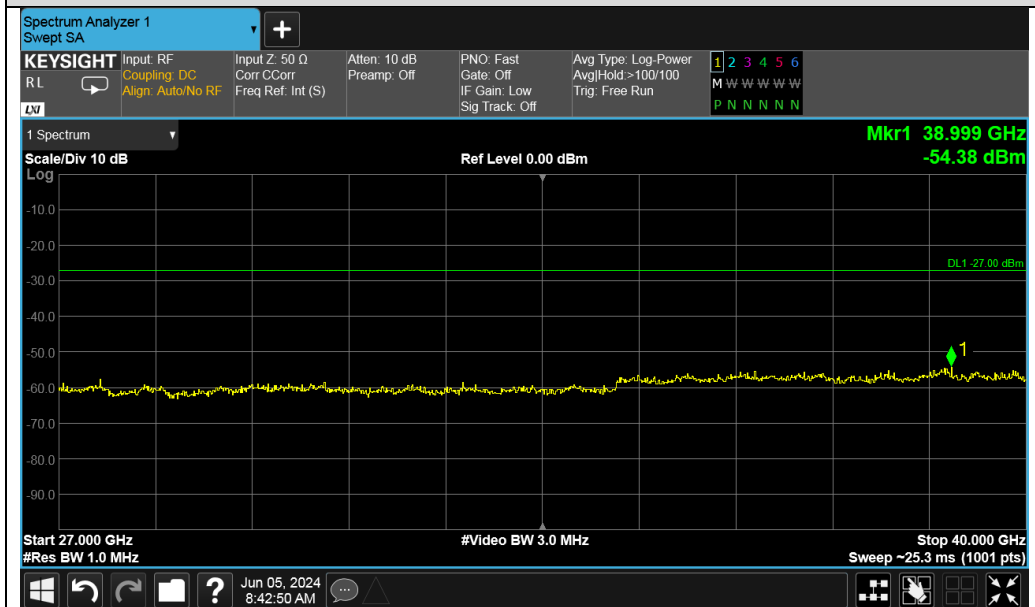 Spectrum Analyzer 1
Swept SA
+
KEYSIGHT
RL
LXI
Input: RF
Coupling: DC
Align: Auto/No RF
Input Z: 50 Ω
Corr CCorr
Freq Ref: Int (S)
Atten: 10 dB
Preamp: Off
PNO: Fast
Gate: Off
IF Gain: Low
Sig Track: Off
Avg Type: Log-Power
Avg|Hold:>100/100
Trig: Free Run
1 2 3 4 5 6
M W W W W W
P N N N N N
1 Spectrum
Mkr1 38.999 GHz
-54.38 dBm
Scale/Div 10 dB
Ref Level 0.00 dBm
Log
-10.0
-20.0
DL1 -27.00 dBm
-30.0
-40.0
-50.0
1
-60.0
-70.0
-80.0
-90.0
Start 27.000 GHz
#Video BW 3.0 MHz
Stop 40.000 GHz
#Res BW 1.0 MHz
Sweep ~25.3 ms (1001 pts)
?
Jun 05, 2024
8:42:50 AM